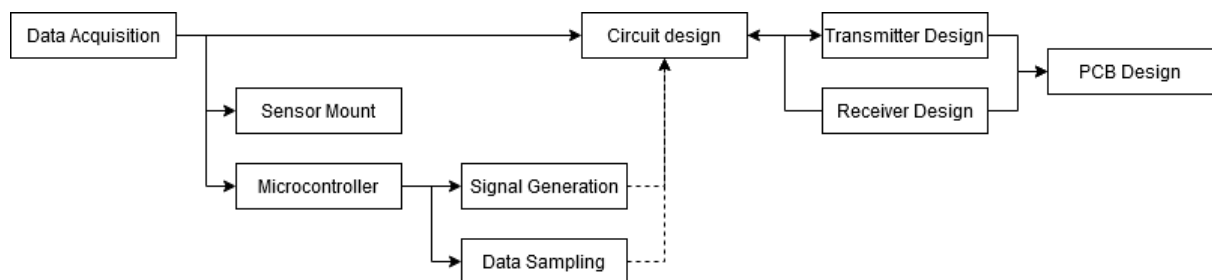 Data Acquisition
Circuit design
Transmitter Design
PCB Design
Sensor Mount
Receiver Design
Microcontroller
Signal Generation
Data Sampling